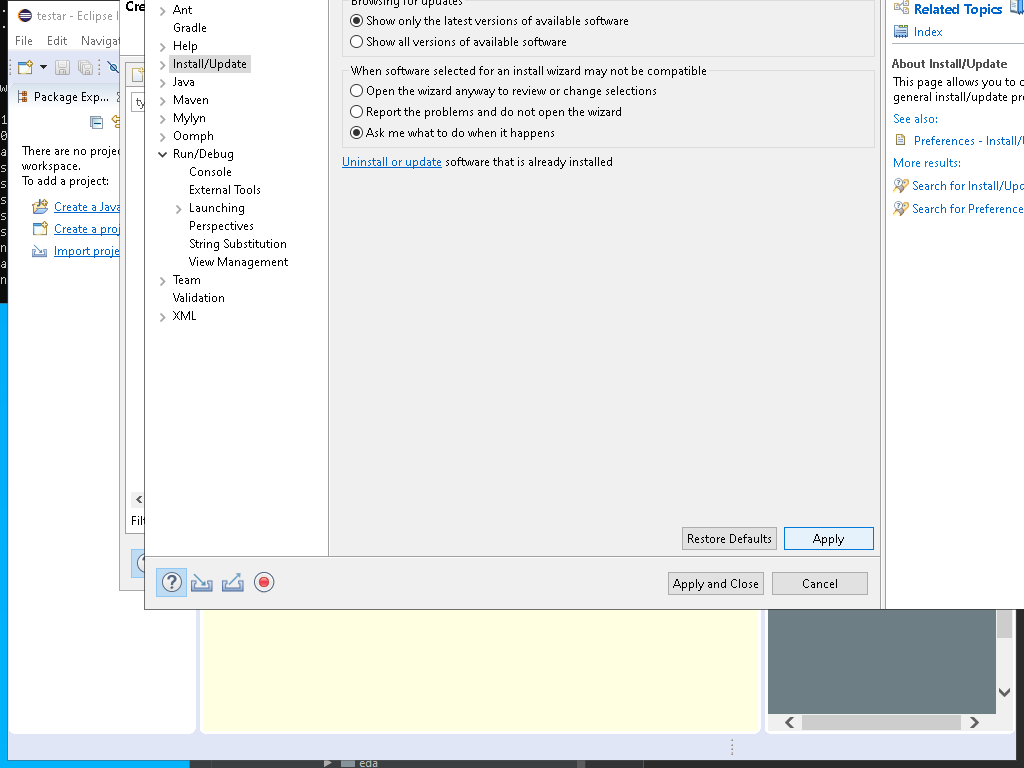 testar - Eclipse I
File Edit Navigat
Package Exp...
There are no projec
workspace.
To add a project:
Create a Java
Create a proj
Import proje
Cre
ty
Filt
Ant
Gradle
Help
Install/Update
Java
Maven
Mylyn
Oomph
Run/Debug
Console
External Tools
Launching
Perspectives
String Substitution
View Management
Team
Validation
XML
Browsing for updates
Show only the latest versions of available software
Show all versions of available software
When software selected for an install wizard may not be compatible
Open the wizard anyway to review or change selections
Report the problems and do not open the wizard
Ask me what to do when it happens
Uninstall or update software that is already installed
Restore Defaults Apply
Apply and Close Cancel
Related Topics
Index
About Install/Update
This page allows you to c
general install/update pr
See also:
Preferences - Install/U
More results:
Search for Install/Upd
Search for Preference
eda